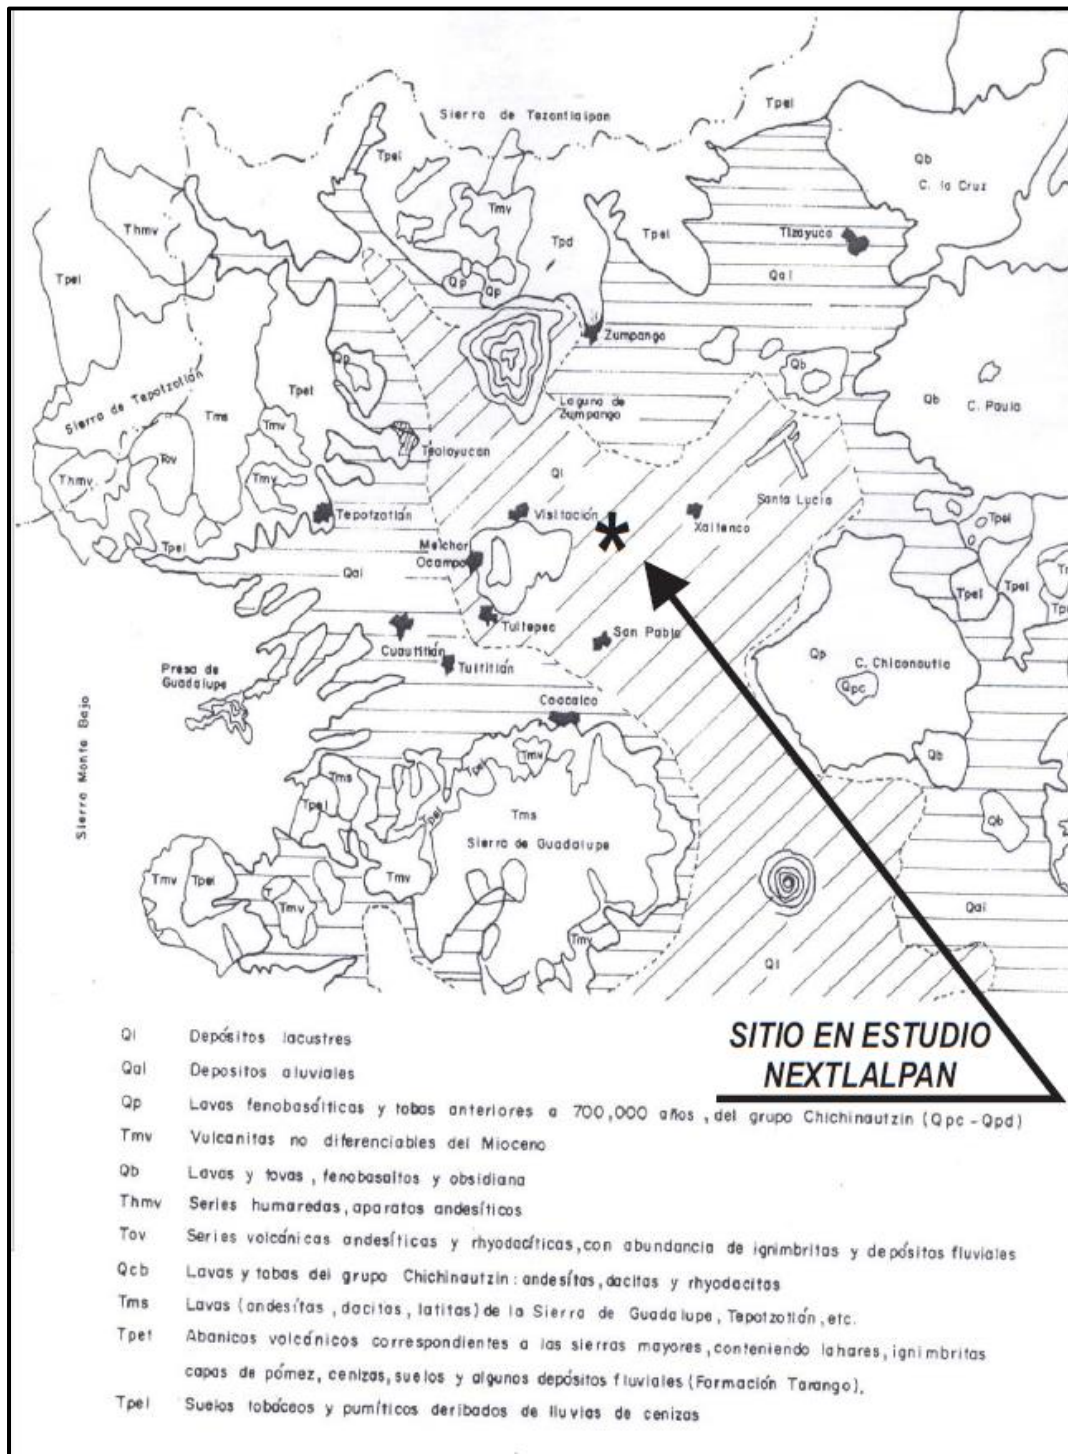 Sierra de Tezontlalpan
Tpel
Qb
C. la Cruz
Tpel
Thmv
Tmv
Tpd
Tpel
Tizayuca
Qal
Tpel
Qp
Qp
Zumpango
Qp
Qb
Sierra de Tepotzotlán
Tpet
Tms
Qb
C. Paula
Laguna de
Zumpango
Tmv
Teoloyucan
Tov
Thmv
Tmv
Ql
Santa Lucía
Tepotzotlán
Visitación
Xaltenco
Tpel
Tpel
Melchor
Ocampo
Qal
Tpel
Tpel
Tultepec
San Pablo
Cuautitlán
Tultitlán
Qp
C. Chiconautla
Qpc
Presa de
Guadalupe
Coacalco
Sierra Monte Bajo
Tpel
Tmv
Qb
Tms
Tpel
Tpel
Tms
Sierra de Guadalupe
Qb
Tmv
Tpel
Tmv
T
Tmv
Qal
Tmv
Ql
SITIO EN ESTUDIO
NEXTLALPAN
Ql Depósitos lacustres
Qal Depositos aluviales
Qp Lavas fenobasálticas y tobas anteriores a 700,000 años, del grupo Chichinautzin (Qpc - Qpd)
Tmv Vulcanitas no diferenciables del Mioceno
Qb Lavas y tovas, fenobasaltos y obsidiana
Thmv Series humaredas, aparatos andesíticos
Tov Series volcánicas andesíticas y rhyodacíticas, con abundancia de ignimbritas y depósitos fluviales
Qcb Lavas y tobas del grupo Chichinautzin: andesítas, dacitas y rhyodacitas
Tms Lavas (andesítas, dacitas, latitas) de la Sierra de Guadalupe, Tepotzotlán, etc.
Tpet Abanicos volcánicos correspondientes a las sierras mayores, conteniendo lahares, ignimbritas
capas de pómez, cenizas, suelos y algunos depósitos fluviales (Formación Tarango).
Tpel Suelos tobáceos y pumíticos deribados de lluvias de cenizas